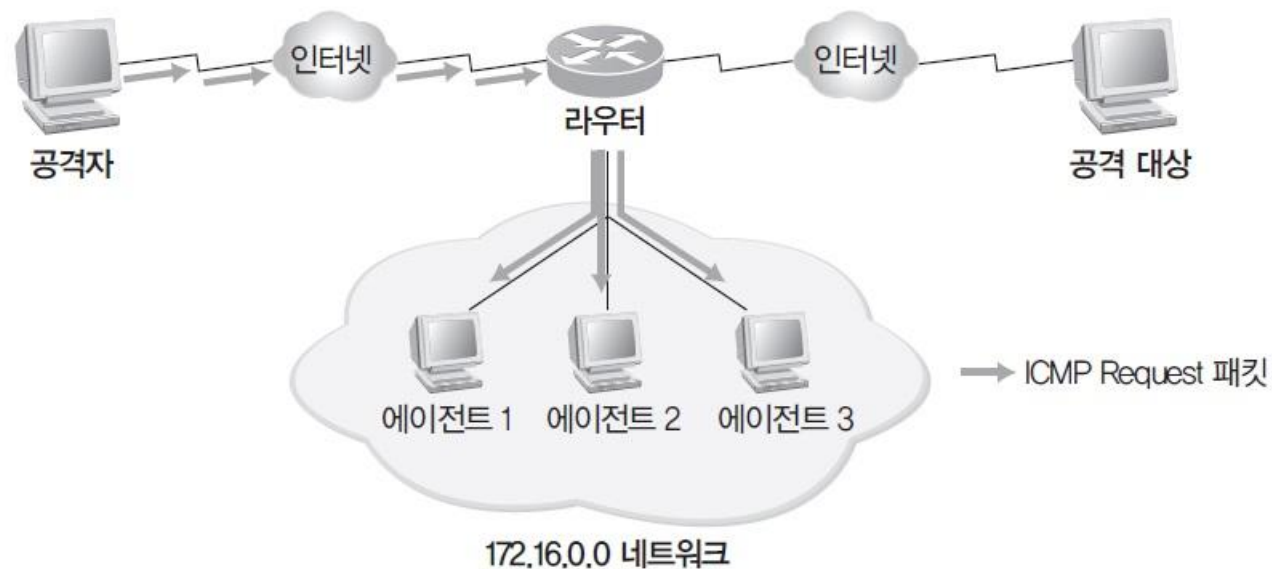 인터넷
인터넷
라우터
공격자
공격 대상
ICMP Request 패킷
에이전트 1
에이전트 2
에이전트 3
172.16.0.0 네트워크